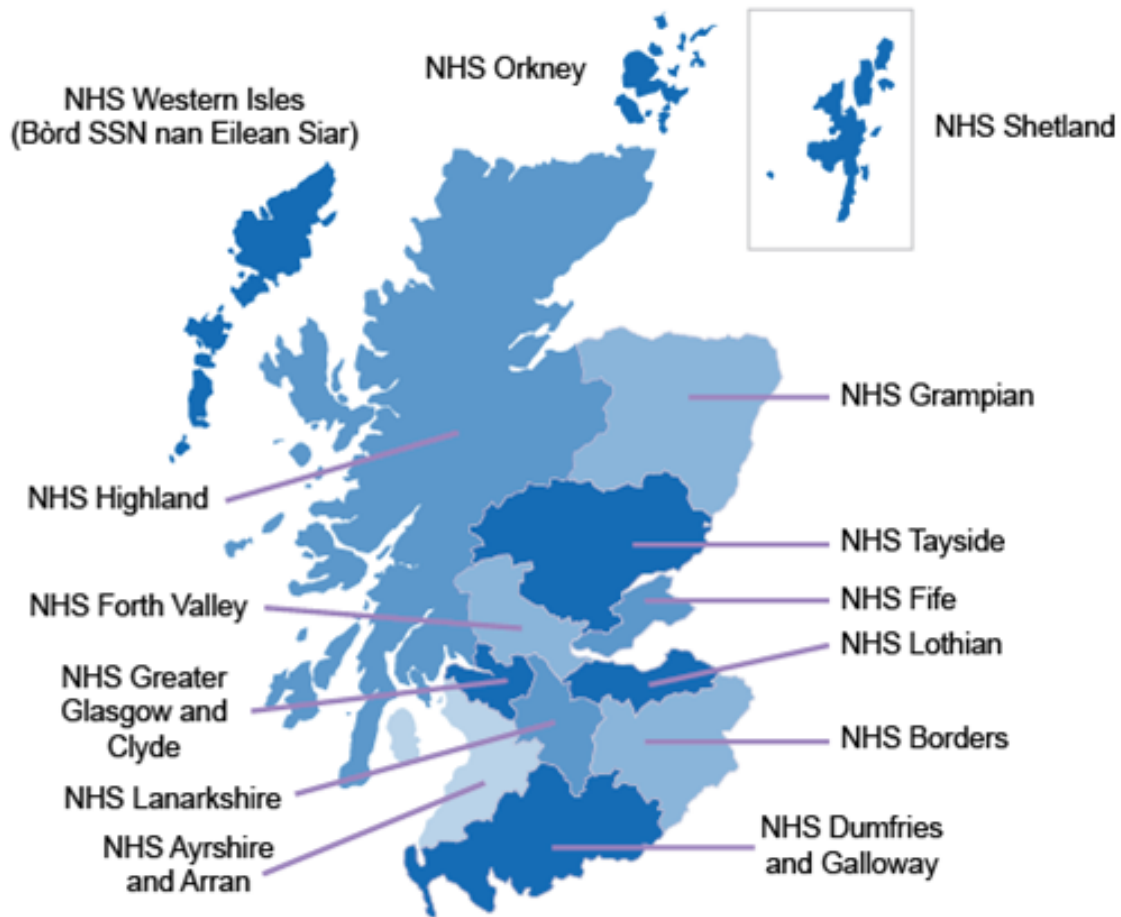 NHS Orkney
NHS Western Isles
(Bòrd SSN nan Eilean Siar)
NHS Shetland
NHS Grampian
NHS Highland
NHS Tayside
NHS Forth Valley
NHS Fife
NHS Lothian
NHS Greater
Glasgow and
Clyde
NHS Borders
NHS Lanarkshire
NHS Ayrshire
and Arran
NHS Dumfries
and Galloway